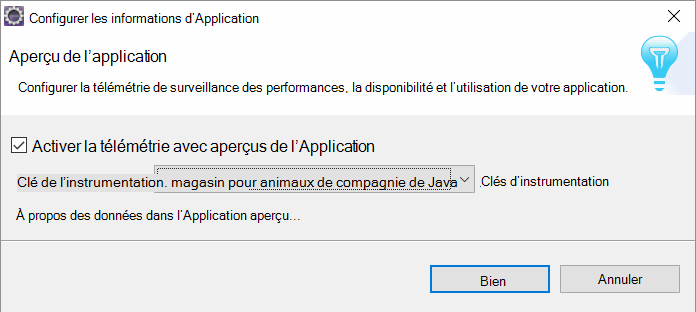 Configurer les informations d'Application
Aperçu de l'application
Configurer la télémétrie de surveillance des performances, la disponibilité et l'utilisation de votre application.
Activer la télémétrie avec aperçus de l'Application
Clé de l'instrumentation. magasin pour animaux de compagnie de Java Clés d'instrumentation
À propos des données dans l'Application aperçu...
Bien Annuler